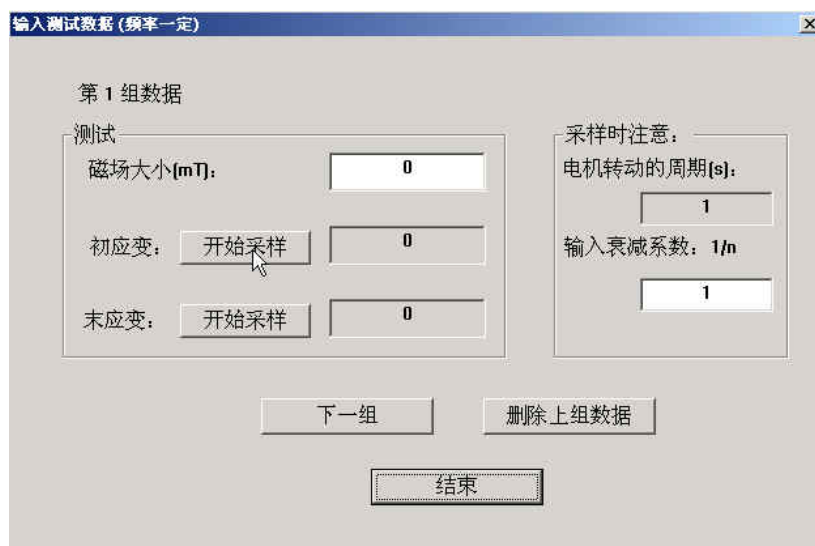 输入测试数据(频率一定)
第 1 组数据
测试
磁场大小(mT): 0
初应变: 开始采样 0
末应变: 开始采样 0
采样时注意:
电机转动的周期(s):
1
输入衰减系数: 1/n
1
下一组 删除上组数据
结束